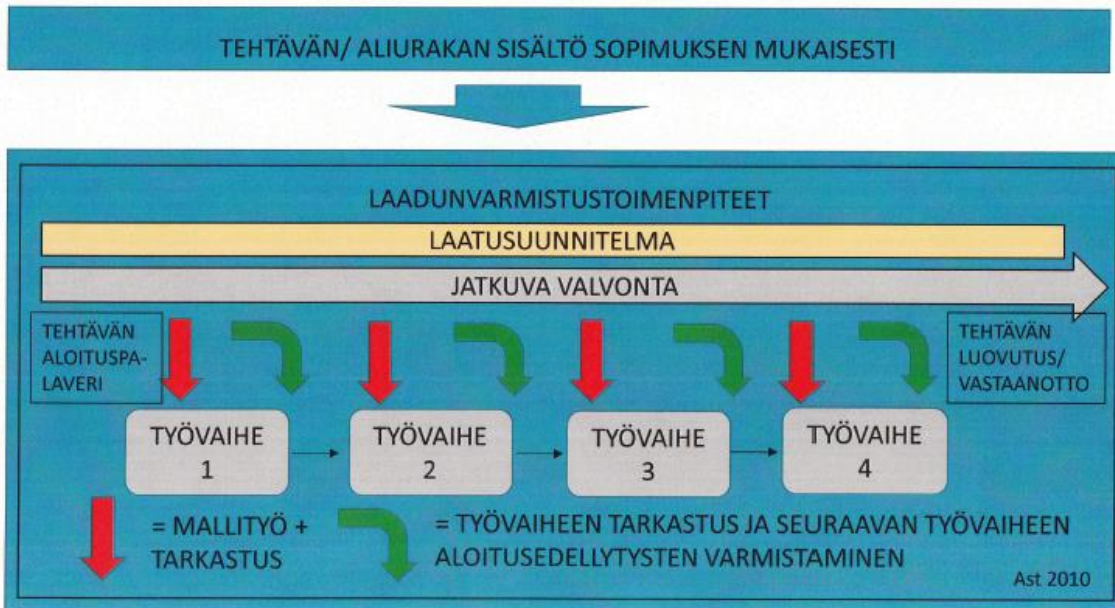 TEHTÄVÄN/ ALIURAKAN SISÄLTÖ SOPIMUKSEN MUKAISESTI
LAADUNVARMISTUSTOIMENPITEET
LAATUSUUNNITELMA
JATKUVA VALVONTA
TEHTÄVÄN
ALOITUSPA-
LAVERI
TEHTÄVÄN
LUOVUTUS/
VASTAANOTTO
TYÖVAIHE
1
TYÖVAIHE
2
TYÖVAIHE
3
TYÖVAIHE
4
= MALLITYÖ +
TARKASTUS
= TYÖVAIHEEN TARKASTUS JA SEURAAVAN TYÖVAIHEEN
ALOITUSEDELLYTYSTEN VARMISTAMINEN
Ast 2010